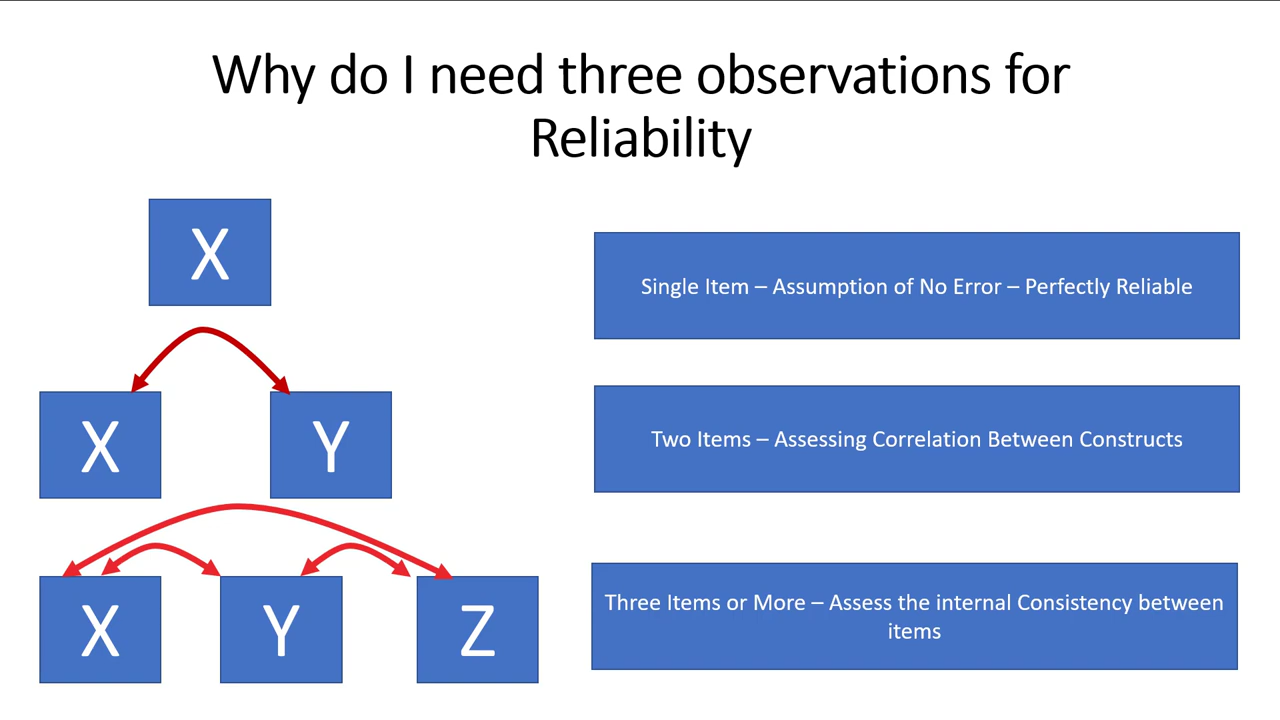 Why do I need three observations for
Reliability
X
Single Item – Assumption of No Error – Perfectly Reliable
X
Y
Two Items – Assessing Correlation Between Constructs
X
Y
Z
Three Items or More – Assess the internal Consistency between
items